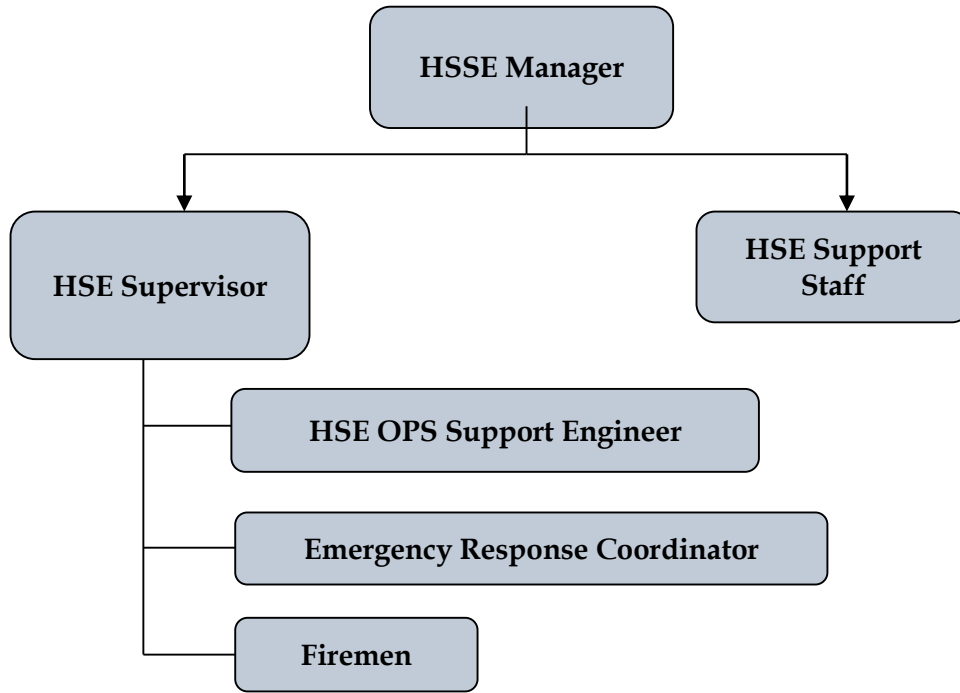 HSSE Manager
HSE Supervisor
HSE Support
Staff
HSE OPS Support Engineer
Emergency Response Coordinator
Firemen